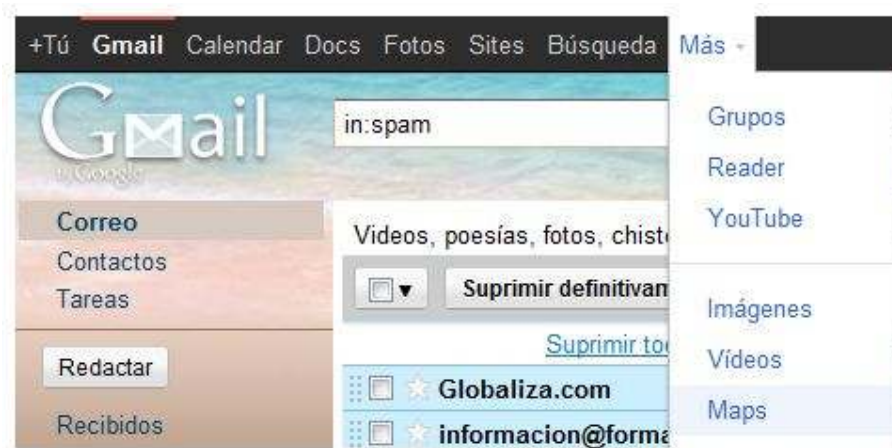 +Tú Gmail Calendar Docs Fotos Sites Búsqueda Más
Gmail
by Google
in:spam
Grupos
Reader
YouTube
Imágenes
Vídeos
Maps
Correo
Contactos
Tareas
Redactar
Recibidos
Videos, poesías, fotos, chist
Suprimir definitivam
Suprimir to
Globaliza.com
informacion@forma